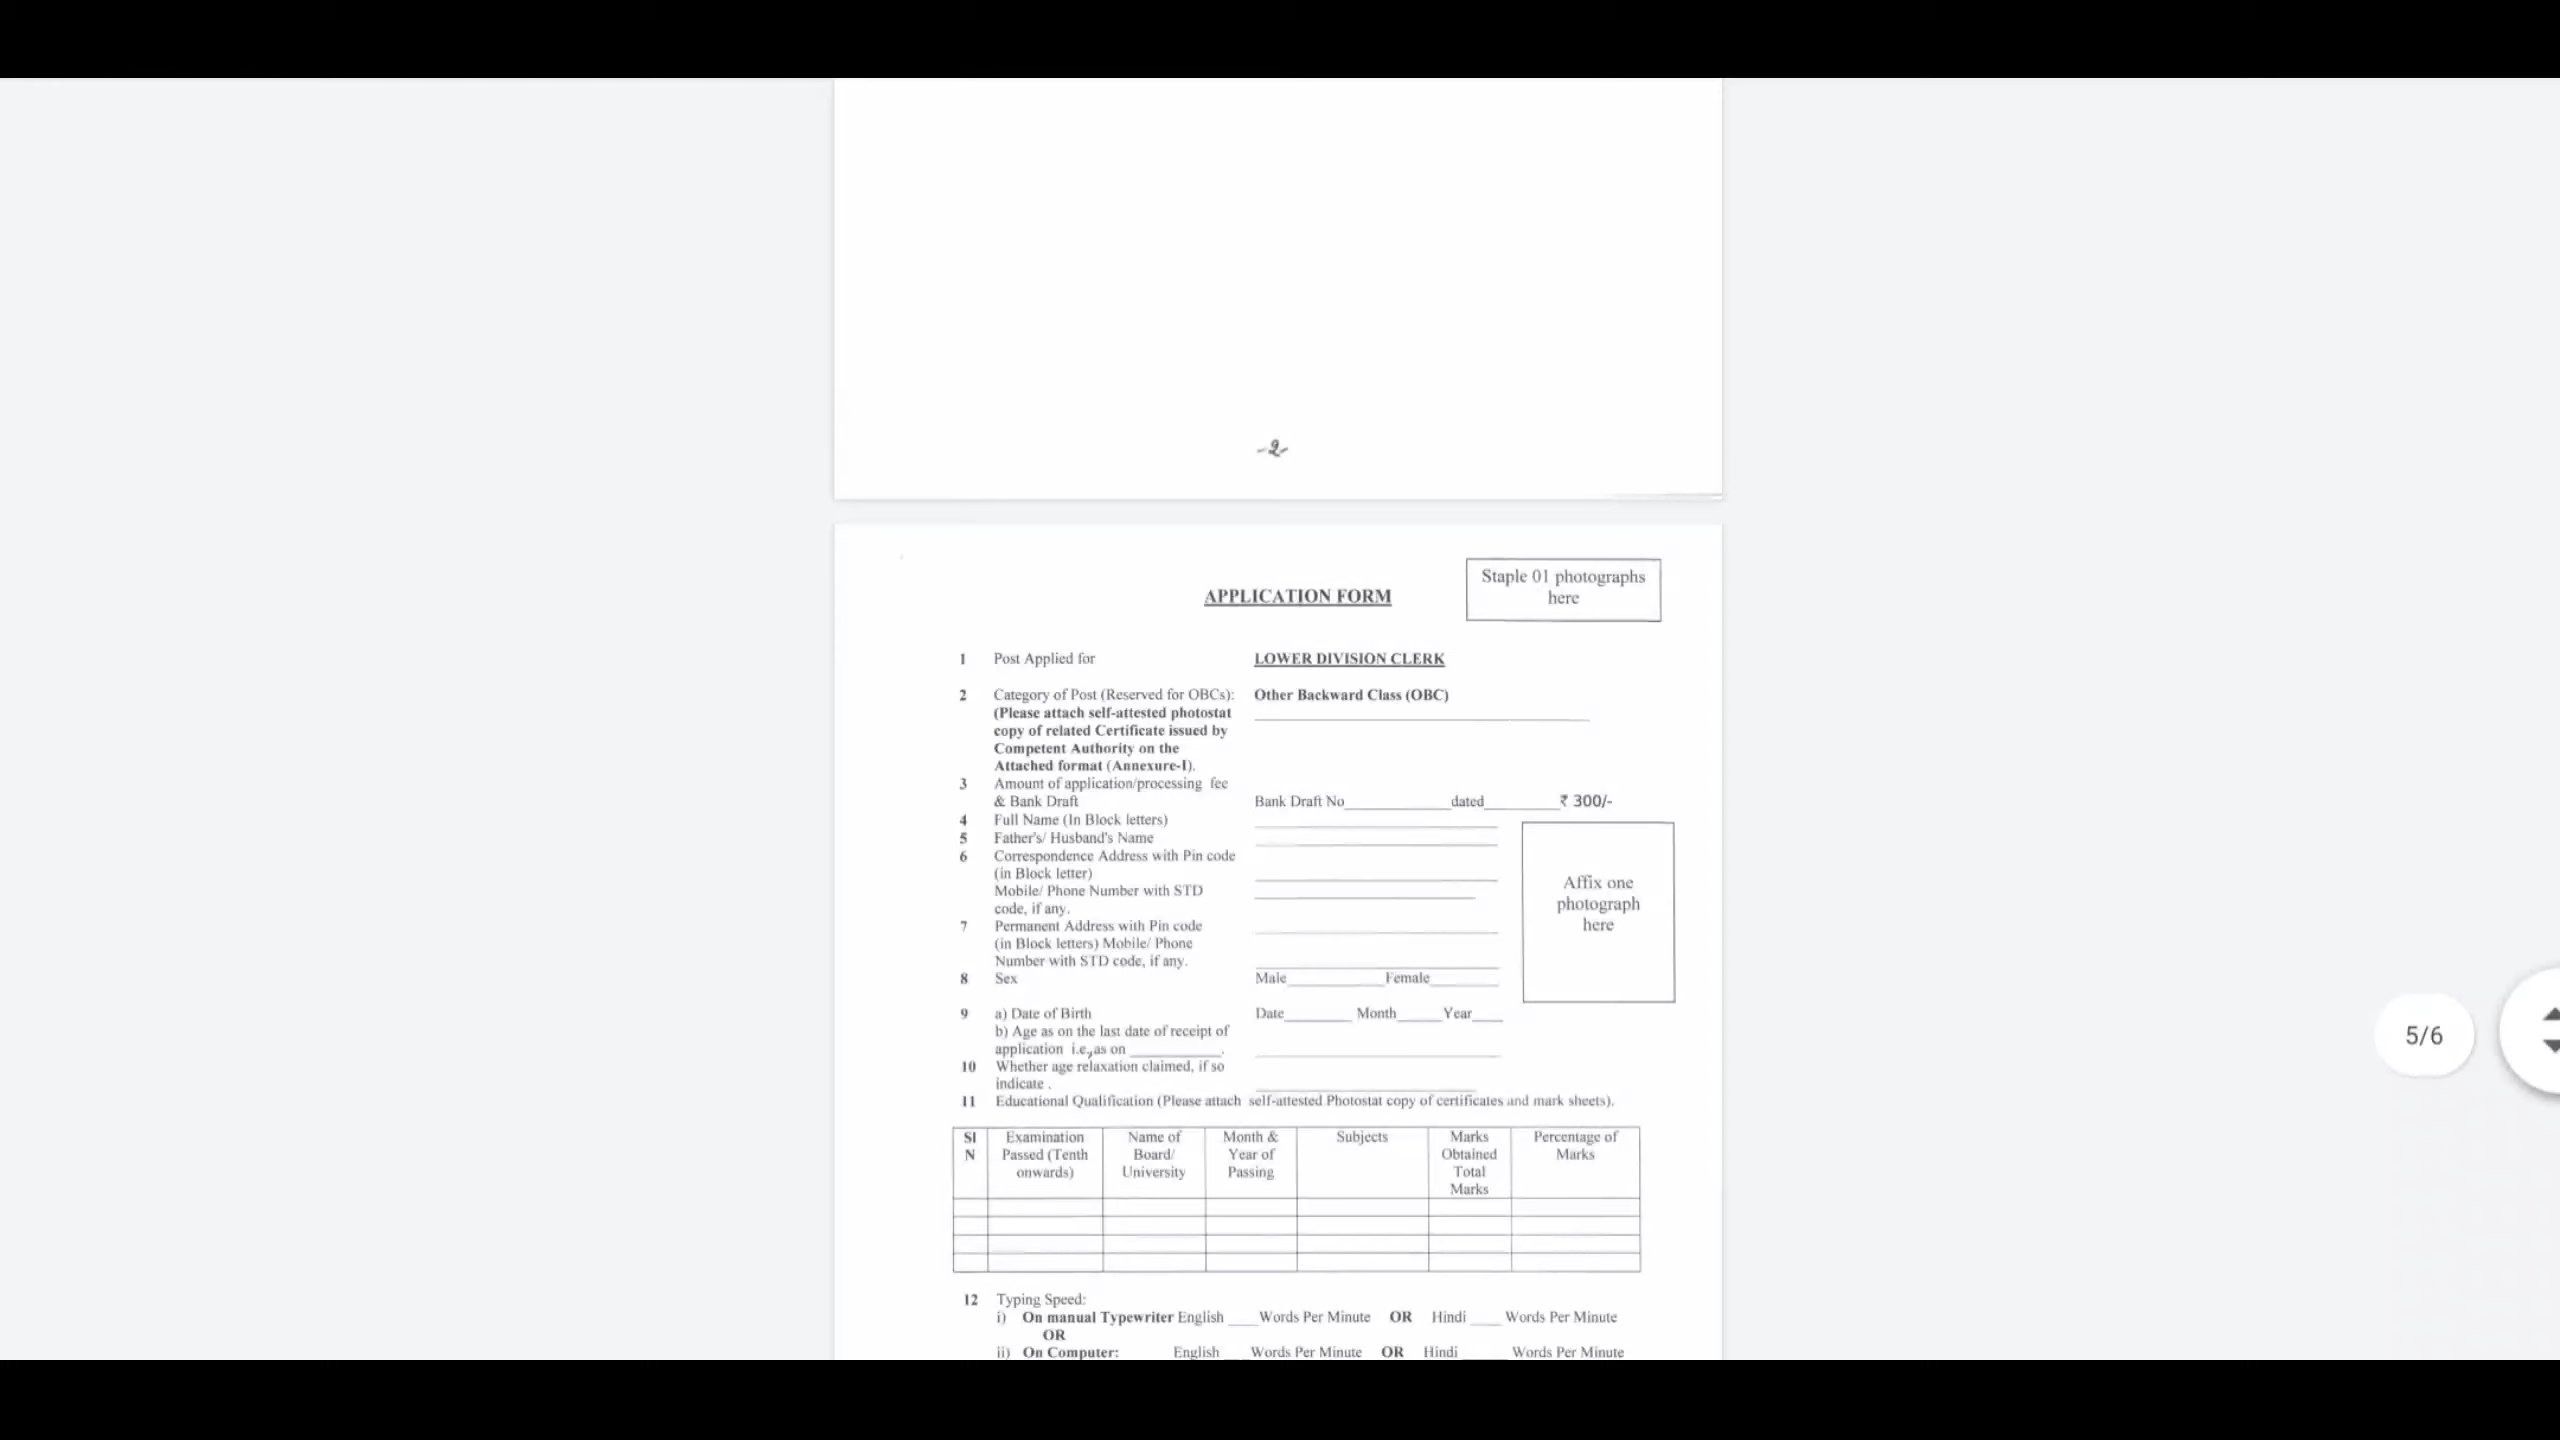 -2-
Staple 01 photographs
here
APPLICATION FORM
1 Post Applied for LOWER DIVISION CLERK
2 Category of Post (Reserved for OBCs): Other Backward Class (OBC)
(Please attach self-attested photostat
copy of related Certificate issued by
Competent Authority on the
Attached format (Annexure-I).
3 Amount of application/processing fee
& Bank Draft Bank Draft No____________dated_________₹ 300/-
4 Full Name (In Block letters)
5 Father's/ Husband's Name
6 Correspondence Address with Pin code
(in Block letter)
Mobile/ Phone Number with STD
code, if any.
Affix one
photograph
here
7 Permanent Address with Pin code
(in Block letters) Mobile/ Phone
Number with STD code, if any.
8 Sex Male____________Female________
9 a) Date of Birth Date________ Month_____Year____
b) Age as on the last date of receipt of
application i.e,as on ___________.
10 Whether age relaxation claimed, if so
indicate .
11 Educational Qualification (Please attach self-attested Photostat copy of certificates and mark sheets).
Sl N Examination Passed (Tenth onwards) Name of Board/ University Month & Year of Passing Subjects Marks Obtained Total Marks Percentage of Marks
12 Typing Speed:
i) On manual Typewriter English ____Words Per Minute OR Hindi ____ Words Per Minute
OR
ii) On Computer: English ___Words Per Minute OR Hindi ______ Words Per Minute
5/6